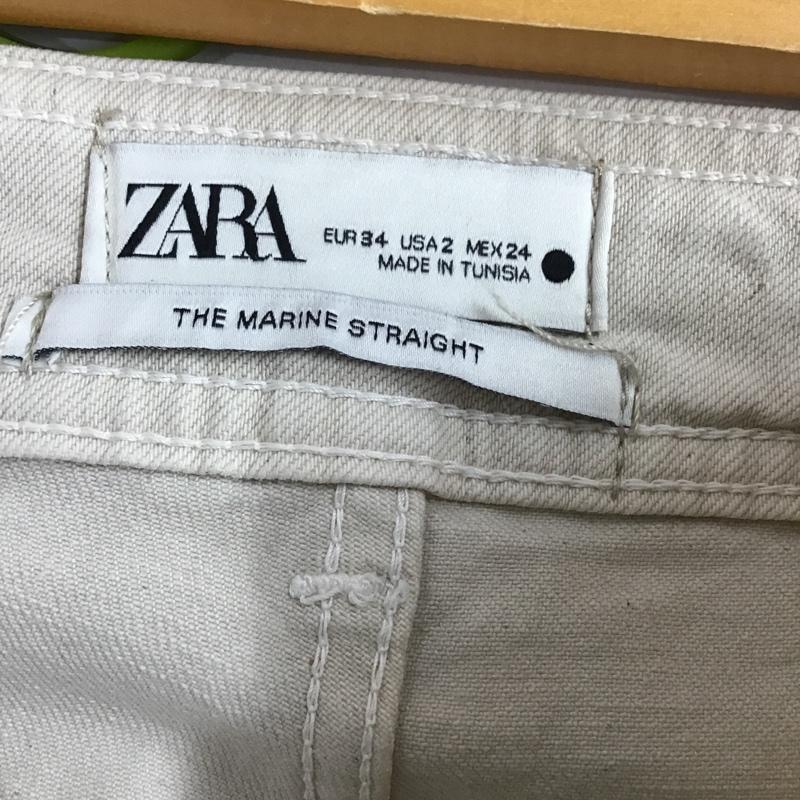 ZARA
EUR 34 USA 2 MEX 24
MADE IN TUNISIA
THE MARINE STRAIGHT